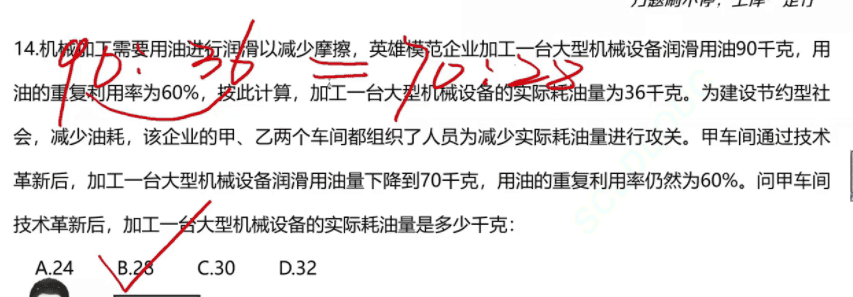 万题刷不停，上岸一定行
14.机械加工需要用油进行润滑以减少摩擦，英雄模范企业加工一台大型机械设备润滑用油90千克，用
90:36=70:28
油的重复利用率为60%，按此计算，加工一台大型机械设备的实际耗油量为36千克。为建设节约型社
会，减少油耗，该企业的甲、乙两个车间都组织了人员为减少实际耗油量进行攻关。甲车间通过技术
革新后，加工一台大型机械设备润滑用油量下降到70千克，用油的重复利用率仍然为60%。问甲车间
技术革新后，加工一台大型机械设备的实际耗油量是多少千克：
A.24 B.28 C.30 D.32